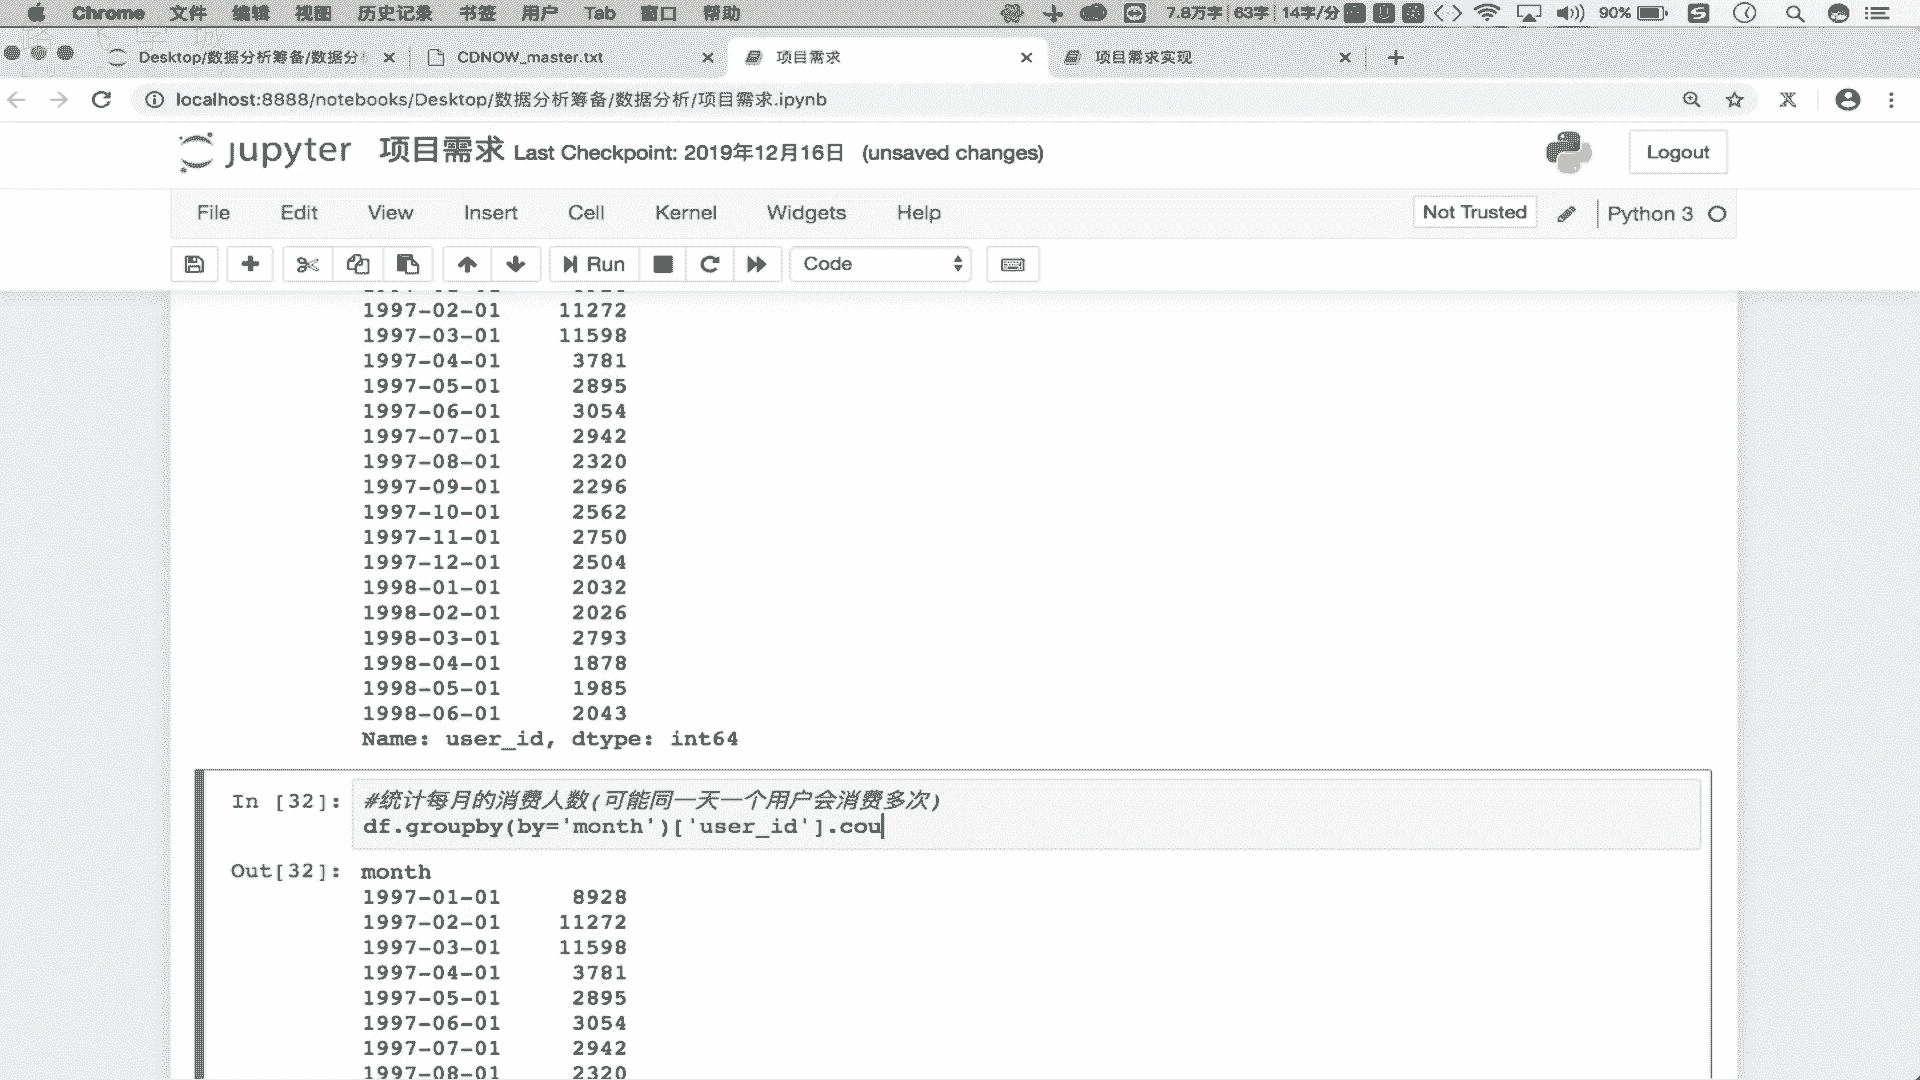 Chrome 文件 编辑 视图 历史记录 书签 用户 Tab 窗口 帮助 7.8万字 63字 14字/分 90%
Desktop/数据分析筹备/数据分 CDNOW_master.txt 项目需求 项目需求实现
localhost:8888/notebooks/Desktop/数据分析筹备/数据分析/项目需求.ipynb
jupyter 项目需求 Last Checkpoint: 2019年12月16日 (unsaved changes) Logout
File Edit View Insert Cell Kernel Widgets Help Not Trusted Python 3
Run Code
1997-02-01 11272
1997-03-01 11598
1997-04-01 3781
1997-05-01 2895
1997-06-01 3054
1997-07-01 2942
1997-08-01 2320
1997-09-01 2296
1997-10-01 2562
1997-11-01 2750
1997-12-01 2504
1998-01-01 2032
1998-02-01 2026
1998-03-01 2793
1998-04-01 1878
1998-05-01 1985
1998-06-01 2043
Name: user_id, dtype: int64
In [32]: #统计每月的消费人数(可能同一天一个用户会消费多次)
df.groupby(by='month')['user_id'].cou
Out[32]: month
1997-01-01 8928
1997-02-01 11272
1997-03-01 11598
1997-04-01 3781
1997-05-01 2895
1997-06-01 3054
1997-07-01 2942
1997-08-01 2320